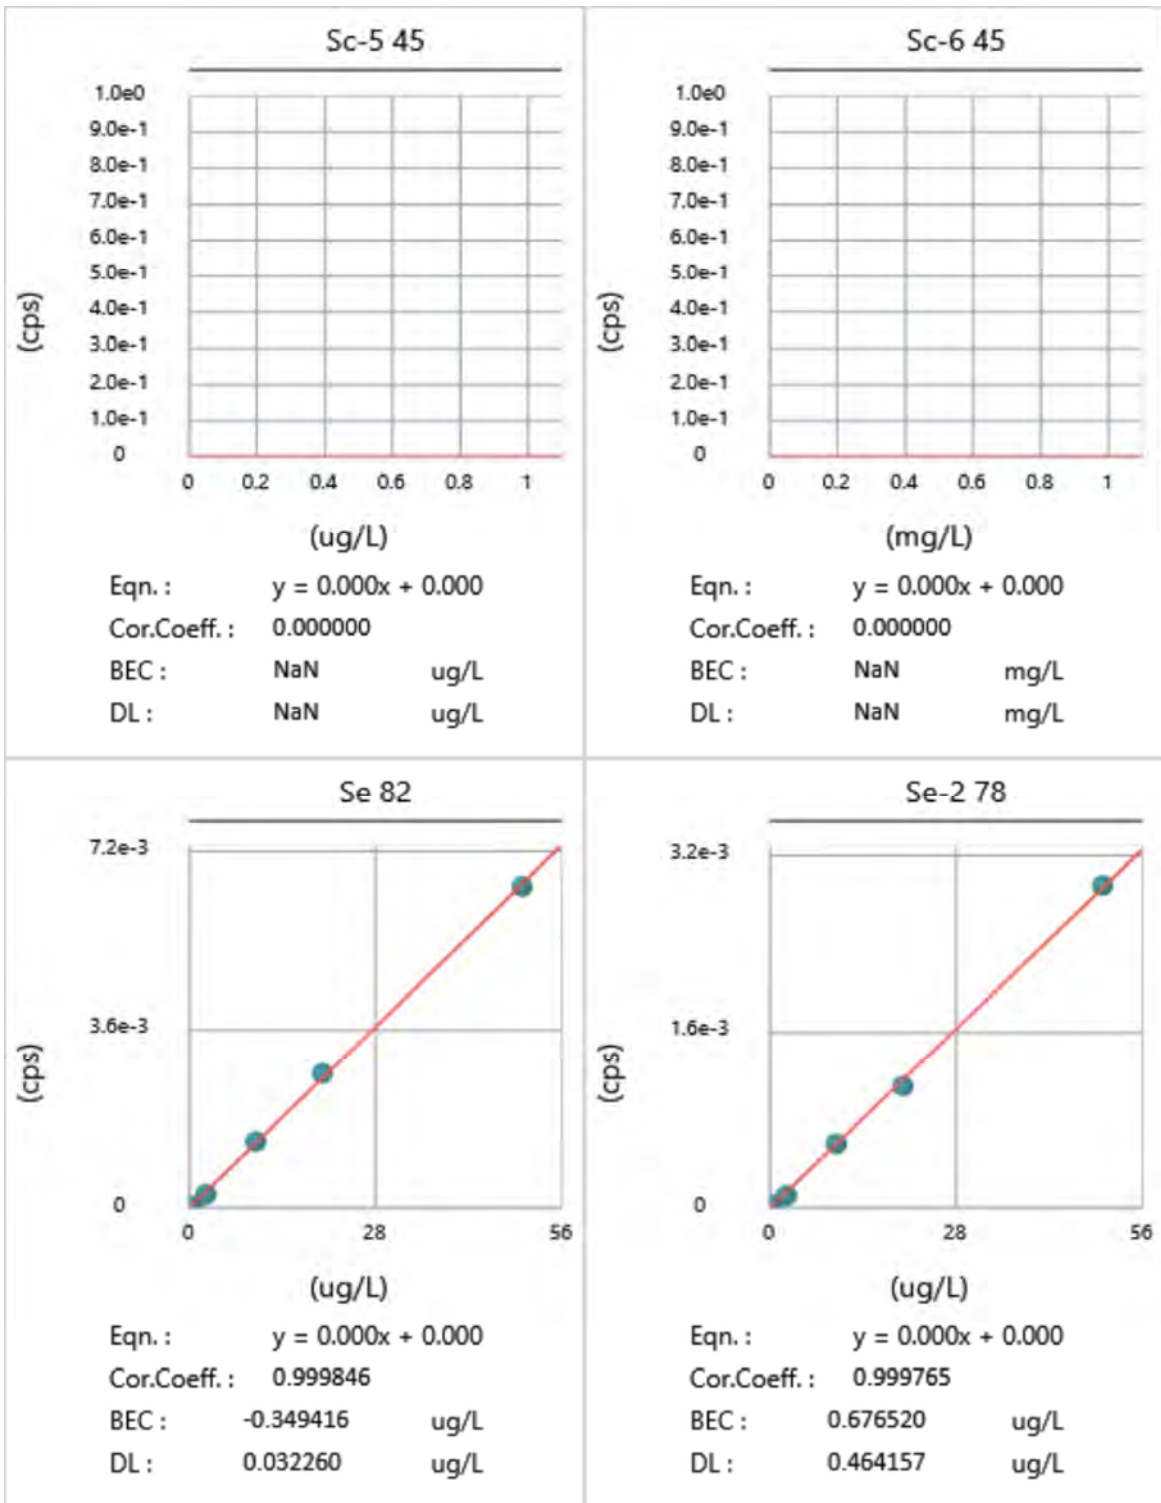 Sc-5 45
1.0e0
9.0e-1
8.0e-1
7.0e-1
6.0e-1
5.0e-1
4.0e-1
3.0e-1
2.0e-1
1.0e-1
0
(cps)
0 0.2 0.4 0.6 0.8 1
(ug/L)
Eqn. : y = 0.000x + 0.000
Cor.Coeff. : 0.000000
BEC : NaN ug/L
DL : NaN ug/L
Sc-6 45
1.0e0
9.0e-1
8.0e-1
7.0e-1
6.0e-1
5.0e-1
4.0e-1
3.0e-1
2.0e-1
1.0e-1
0
(cps)
0 0.2 0.4 0.6 0.8 1
(mg/L)
Eqn. : y = 0.000x + 0.000
Cor.Coeff. : 0.000000
BEC : NaN mg/L
DL : NaN mg/L
Se 82
7.2e-3
3.6e-3
0
(cps)
0 28 56
(ug/L)
Eqn. : y = 0.000x + 0.000
Cor.Coeff. : 0.999846
BEC : -0.349416 ug/L
DL : 0.032260 ug/L
Se-2 78
3.2e-3
1.6e-3
0
(cps)
0 28 56
(ug/L)
Eqn. : y = 0.000x + 0.000
Cor.Coeff. : 0.999765
BEC : 0.676520 ug/L
DL : 0.464157 ug/L